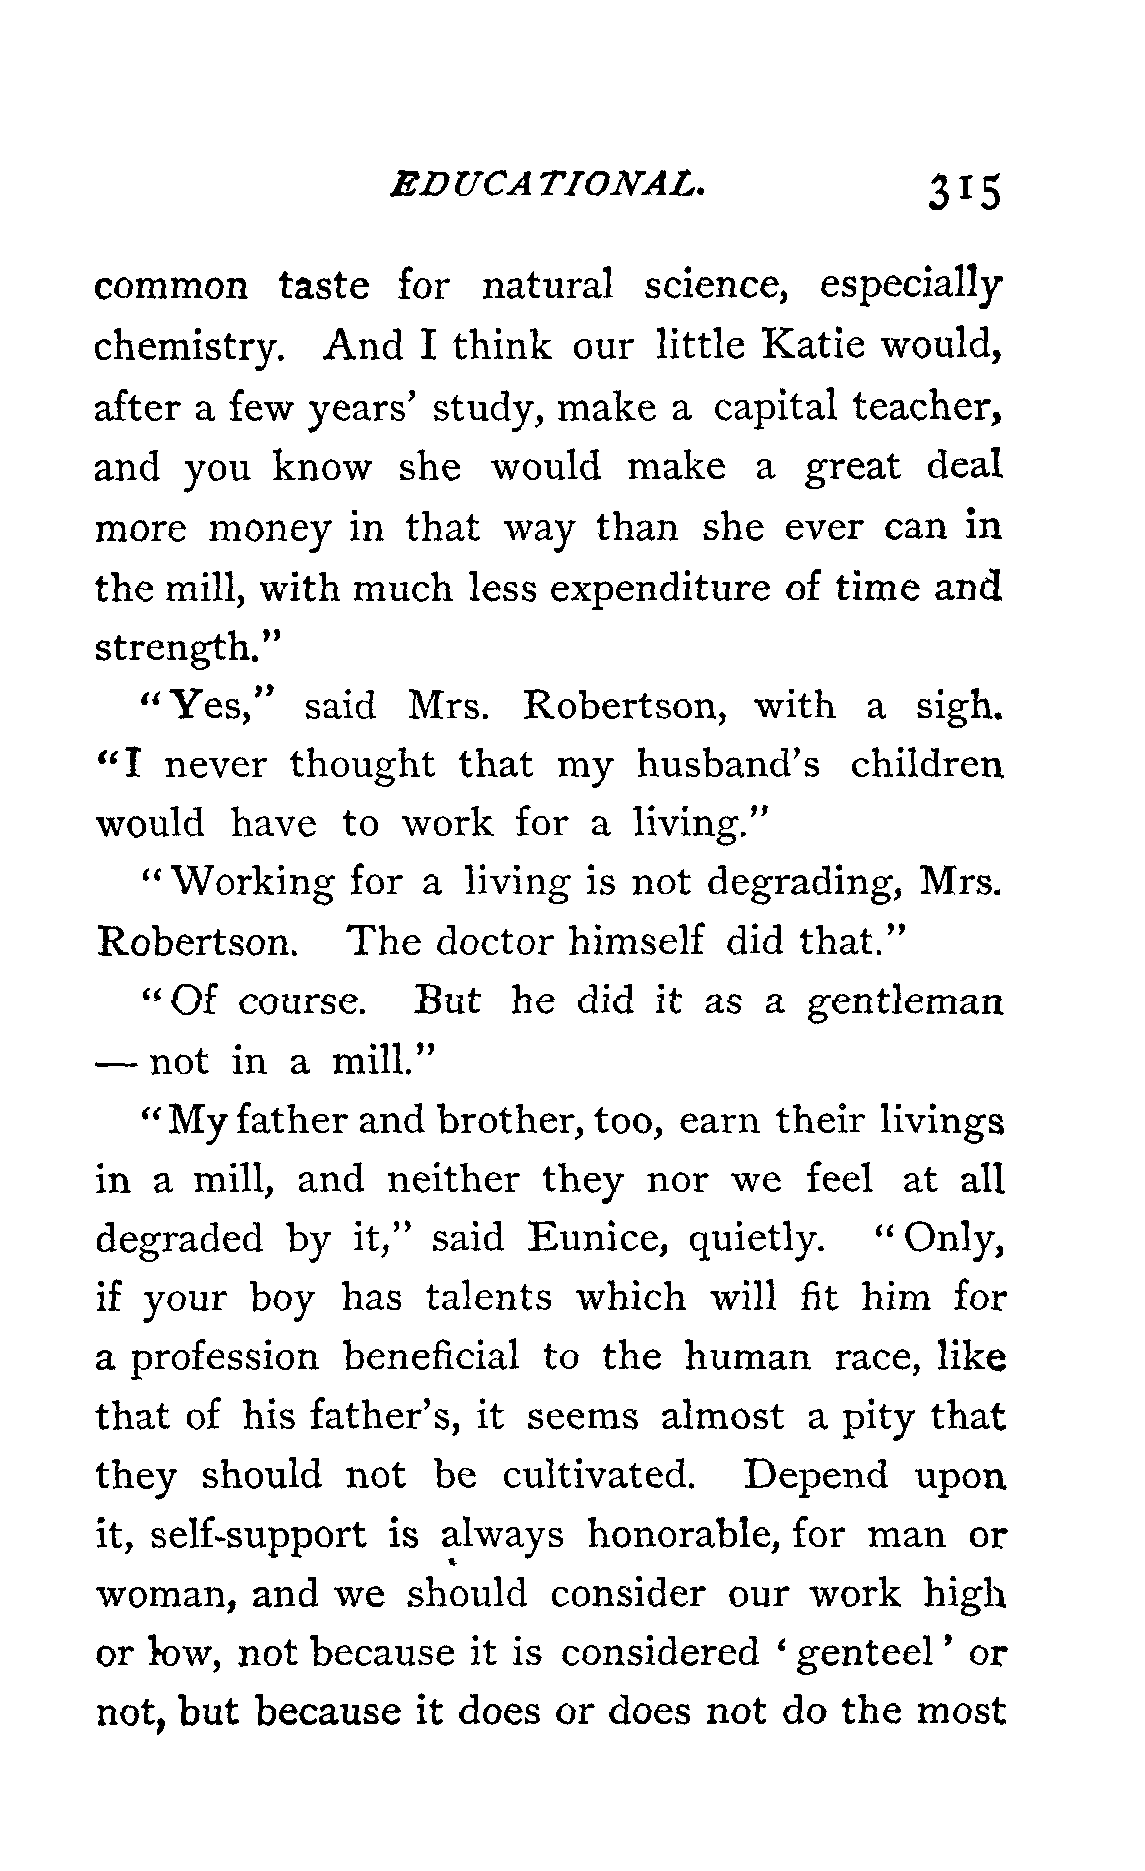 EDUCATIONAL. 315
common taste for natural science, especially
chemistry. And I think our little Katie would,
after a few years' study, make a capital teacher,
and you know she would make a great deal
more money in that way than she ever can in
the mill, with much less expenditure of time and
strength."
"Yes," said Mrs. Robertson, with a sigh.
"I never thought that my husband's children
would have to work for a living."
"Working for a living is not degrading, Mrs.
Robertson. The doctor himself did that."
"Of course. But he did it as a gentleman
— not in a mill."
"My father and brother, too, earn their livings
in a mill, and neither they nor we feel at all
degraded by it," said Eunice, quietly. "Only,
if your boy has talents which will fit him for
a profession beneficial to the human race, like
that of his father's, it seems almost a pity that
they should not be cultivated. Depend upon
it, self-support is always honorable, for man or
woman, and we should consider our work high
or low, not because it is considered 'genteel' or
not, but because it does or does not do the most